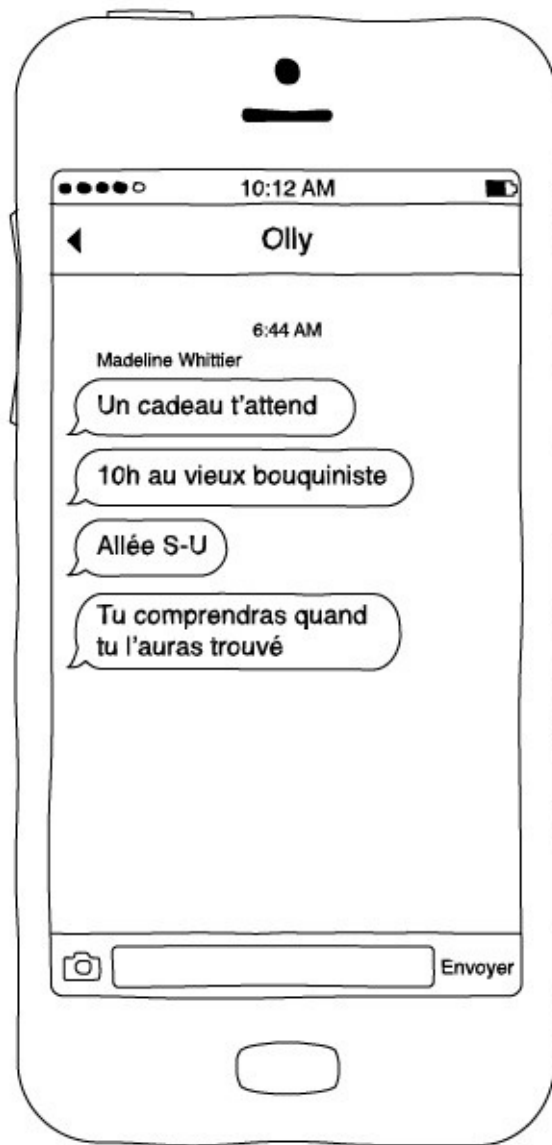 10:12 AM
Olly
6:44 AM
Madeline Whittier
Un cadeau t'attend
10h au vieux bouquiniste
Allée S-U
Tu comprendras quand
tu l'auras trouvé
Envoyer